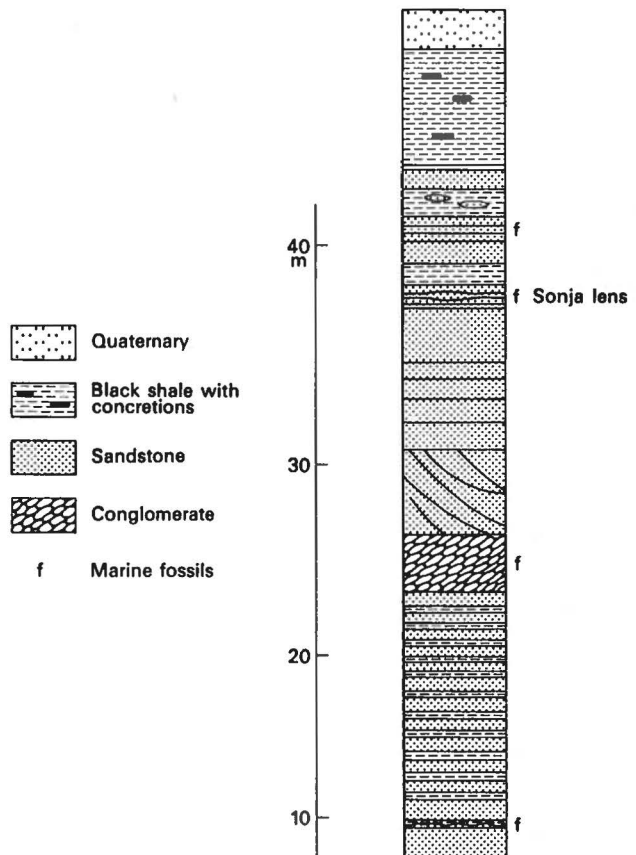 40
m
30
20
10
f
f Sonja lens
f
f
Quaternary
Black shale with
concretions
Sandstone
Conglomerate
f Marine fossils